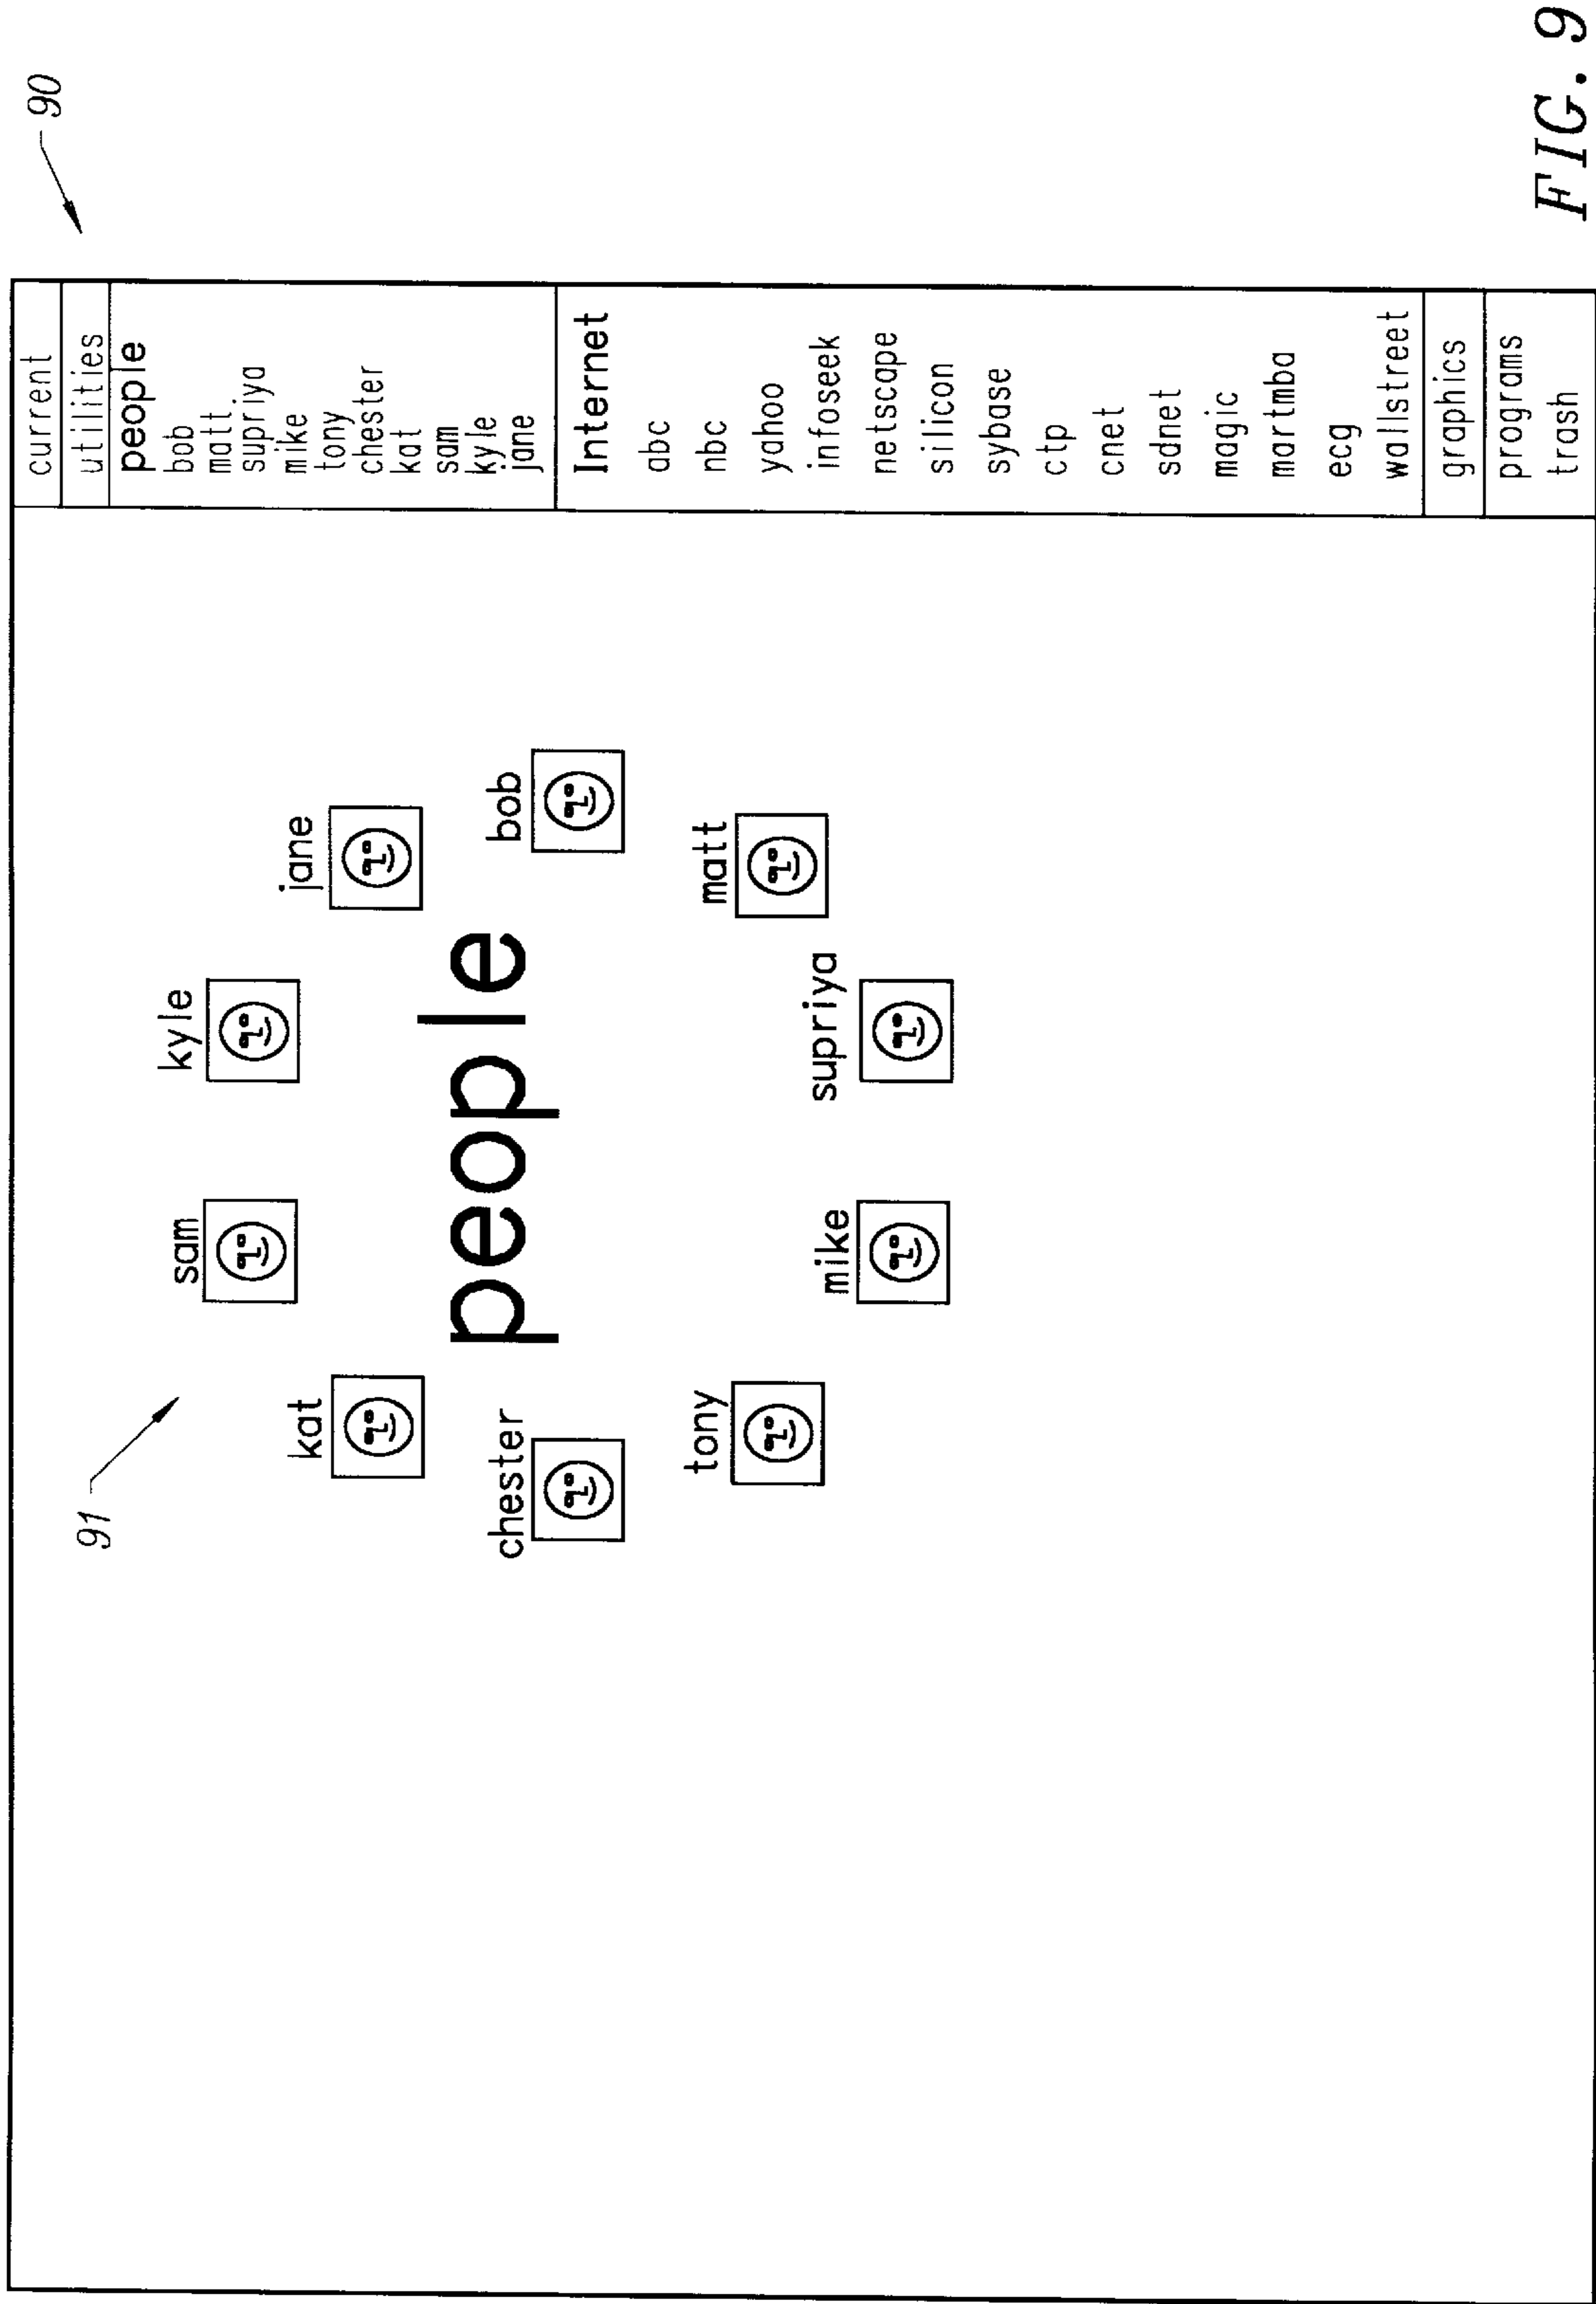 90
91
sam
kyle
kat
jane
people
chester
bob
tony
matt
mike
supriya
current
utilities
people
bob
matt
supriya
mike
tony
chester
kat
sam
kyle
jane
Internet
abc
nbc
yahoo
infoseek
netscape
silicon
sybase
ctp
cnet
sdnet
magic
martmba
ecg
wallstreet
graphics
programs
trash
FIG. 9